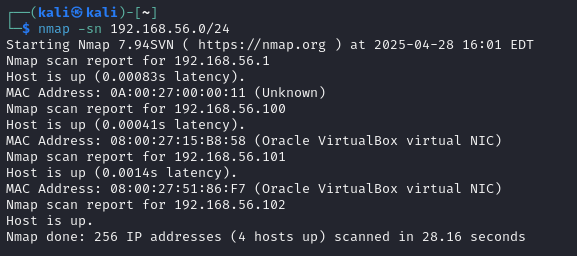 ┌──(kali㉿kali)-[~]
└─$ nmap -sn 192.168.56.0/24
Starting Nmap 7.94SVN ( https://nmap.org ) at 2025-04-28 16:01 EDT
Nmap scan report for 192.168.56.1
Host is up (0.00083s latency).
MAC Address: 0A:00:27:00:00:11 (Unknown)
Nmap scan report for 192.168.56.100
Host is up (0.00041s latency).
MAC Address: 08:00:27:15:B8:58 (Oracle VirtualBox virtual NIC)
Nmap scan report for 192.168.56.101
Host is up (0.0014s latency).
MAC Address: 08:00:27:51:86:F7 (Oracle VirtualBox virtual NIC)
Nmap scan report for 192.168.56.102
Host is up.
Nmap done: 256 IP addresses (4 hosts up) scanned in 28.16 seconds